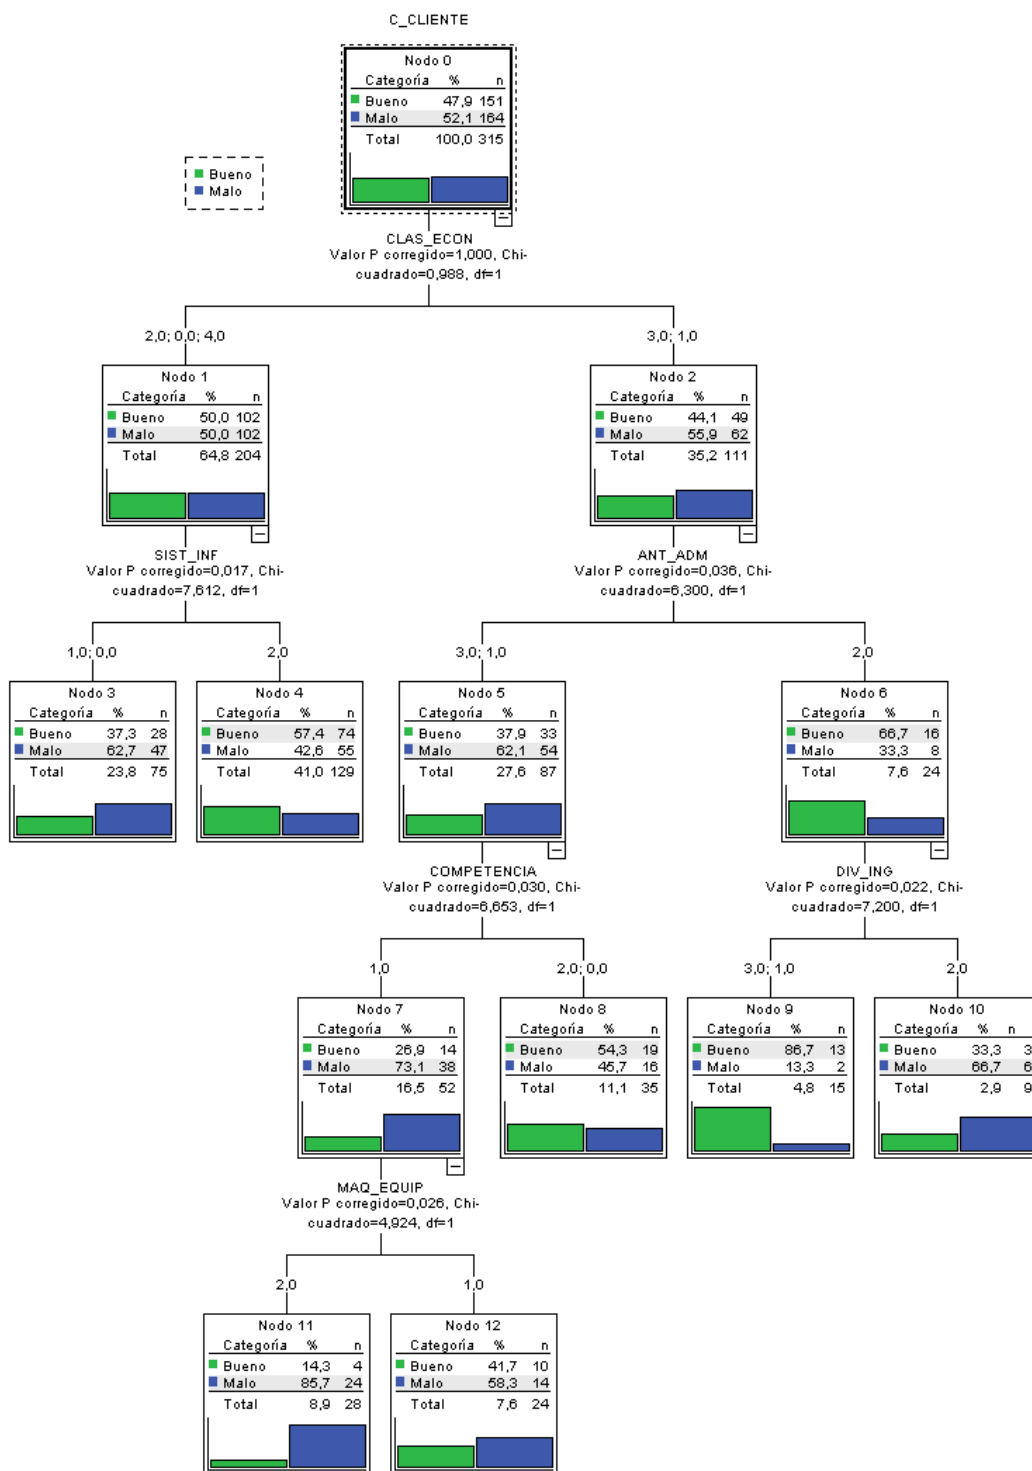 C_CLIENTE
Nodo 0
Categoría % n
Bueno 47,9 151
Malo 52,1 164
Total 100,0 315
Bueno
Malo
CLAS_ECON
Valor P corregido=1,000, Chi-
cuadrado=0,988, df=1
2,0; 0,0; 4,0
3,0; 1,0
Nodo 1
Categoría % n
Bueno 50,0 102
Malo 50,0 102
Total 64,8 204
Nodo 2
Categoría % n
Bueno 44,1 49
Malo 55,9 62
Total 35,2 111
SIST_INF
Valor P corregido=0,017, Chi-
cuadrado=7,612, df=1
ANT_ADM
Valor P corregido=0,036, Chi-
cuadrado=6,300, df=1
1,0; 0,0
2,0
3,0; 1,0
2,0
Nodo 3
Categoría % n
Bueno 37,3 28
Malo 62,7 47
Total 23,8 75
Nodo 4
Categoría % n
Bueno 57,4 74
Malo 42,6 55
Total 41,0 129
Nodo 5
Categoría % n
Bueno 37,9 33
Malo 62,1 54
Total 27,6 87
Nodo 6
Categoría % n
Bueno 66,7 16
Malo 33,3 8
Total 7,6 24
COMPETENCIA
Valor P corregido=0,030, Chi-
cuadrado=6,653, df=1
DIV_ING
Valor P corregido=0,022, Chi-
cuadrado=7,200, df=1
1,0
2,0; 0,0
3,0; 1,0
2,0
Nodo 7
Categoría % n
Bueno 26,9 14
Malo 73,1 38
Total 16,5 52
Nodo 8
Categoría % n
Bueno 54,3 19
Malo 45,7 16
Total 11,1 35
Nodo 9
Categoría % n
Bueno 86,7 13
Malo 13,3 2
Total 4,8 15
Nodo 10
Categoría % n
Bueno 33,3 3
Malo 66,7 6
Total 2,9 9
MAQ_EQUIP
Valor P corregido=0,026, Chi-
cuadrado=4,924, df=1
2,0
1,0
Nodo 11
Categoría % n
Bueno 14,3 4
Malo 85,7 24
Total 8,9 28
Nodo 12
Categoría % n
Bueno 41,7 10
Malo 58,3 14
Total 7,6 24